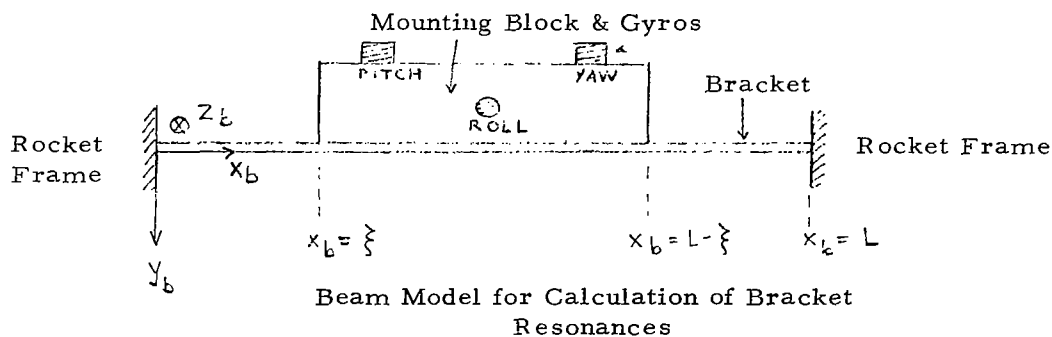 Mounting Block & Gyros
PITCH
YAW
Bracket
ROLL
Z_b
Rocket
Frame
X_b
Rocket Frame
x_b = ξ
x_b = L-ξ
x_b = L
y_b
Beam Model for Calculation of Bracket
Resonances